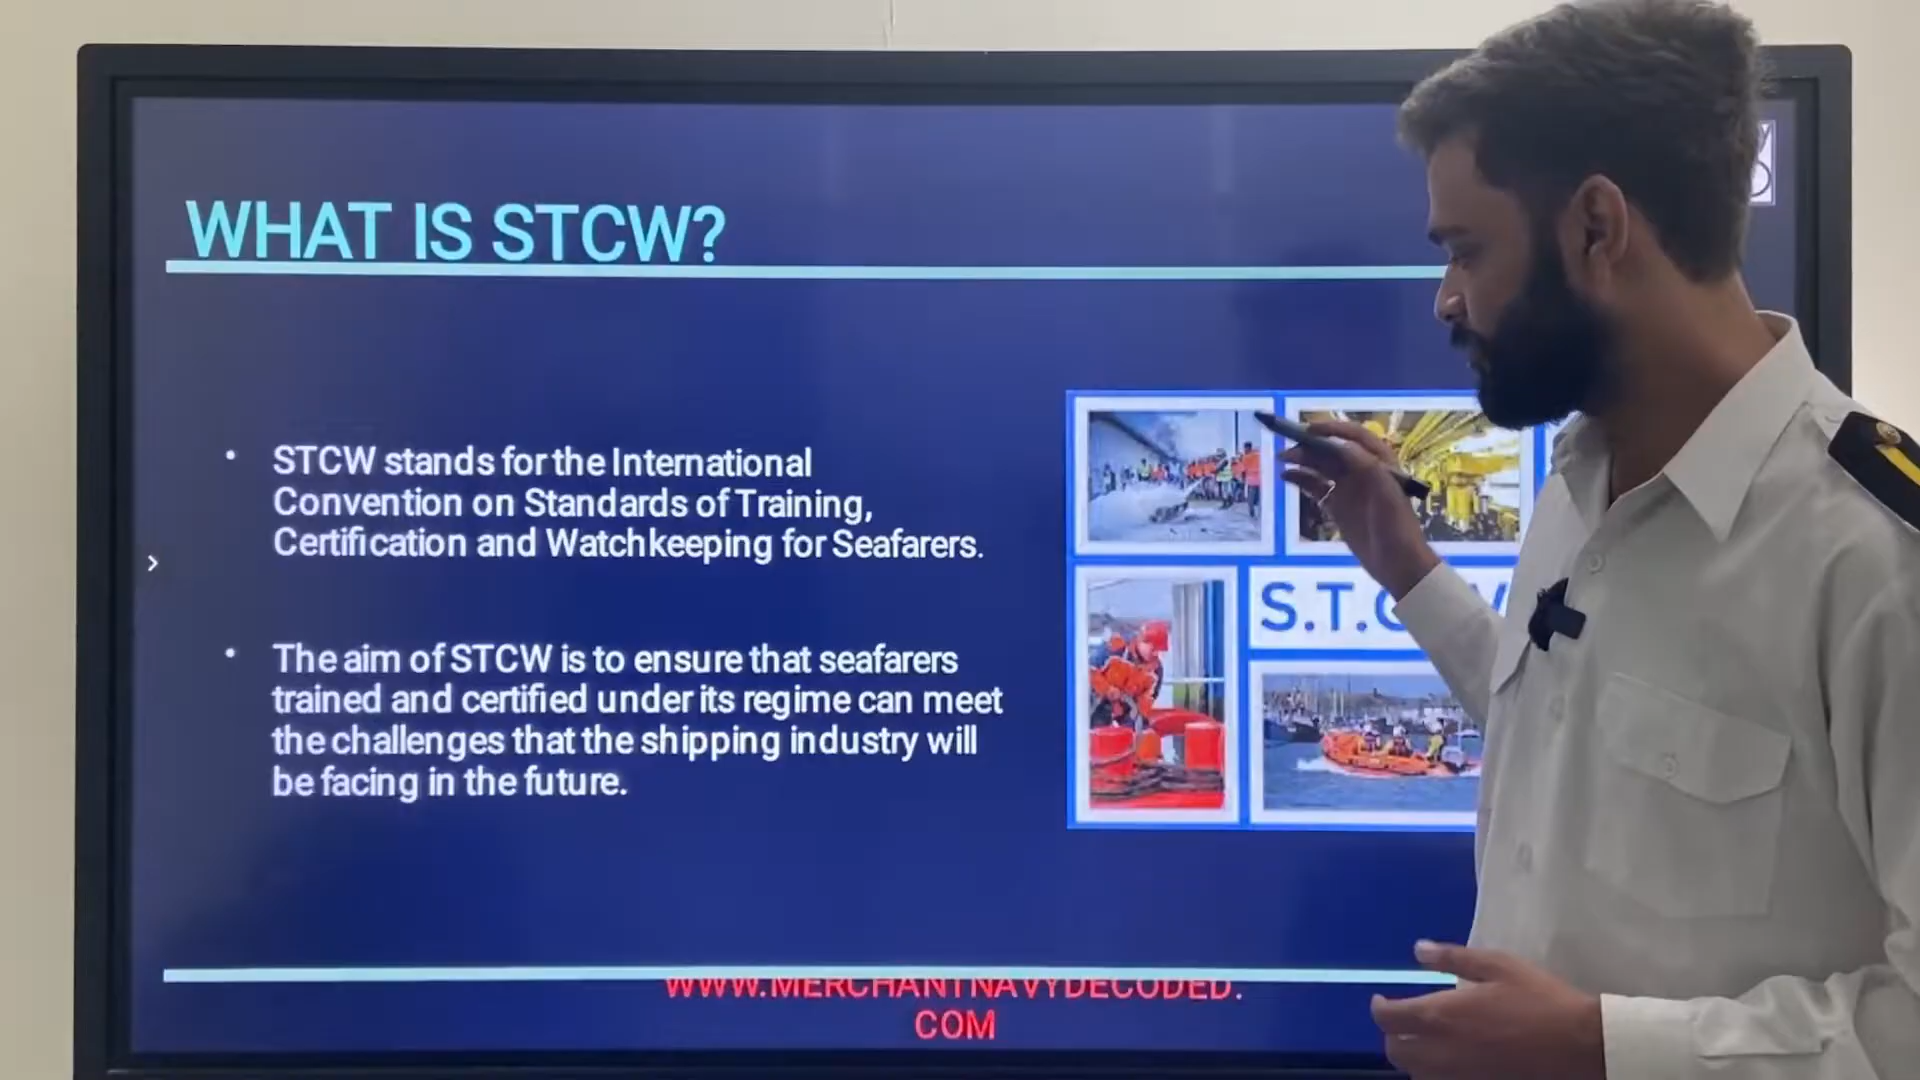 WHAT IS STCW?
• STCW stands for the International
Convention on Standards of Training,
Certification and Watchkeeping for Seafarers.
• The aim of STCW is to ensure that seafarers
trained and certified under its regime can meet
the challenges that the shipping industry will
be facing in the future.
S.T.C
WWW.MERCHANTNAVYDECODED.
COM